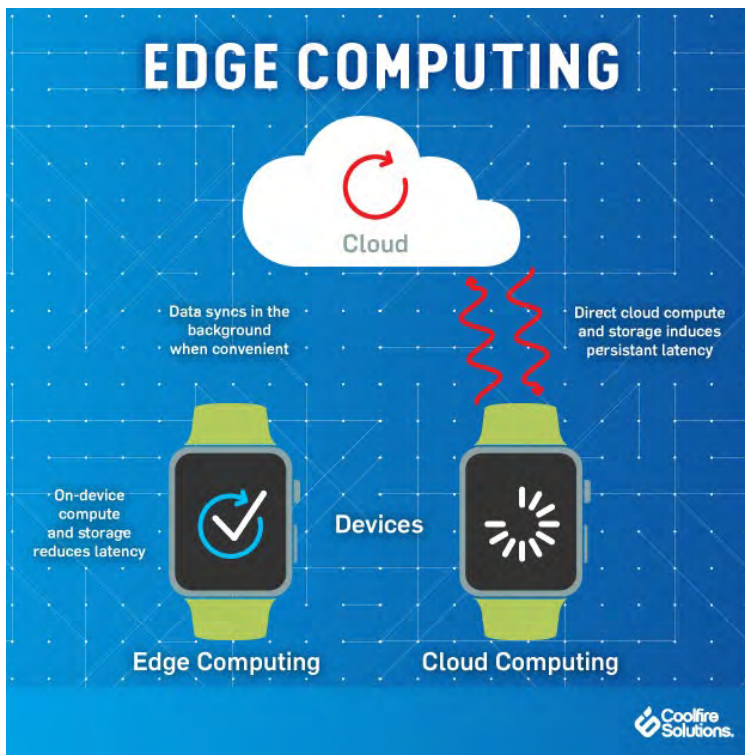 EDGE COMPUTING
Cloud
Data syncs in the
background
when convenient
Direct cloud compute
and storage induces
persistant latency
On-device
compute
and storage
reduces latency
Devices
Edge Computing
Cloud Computing
Coolfire
Solutions.